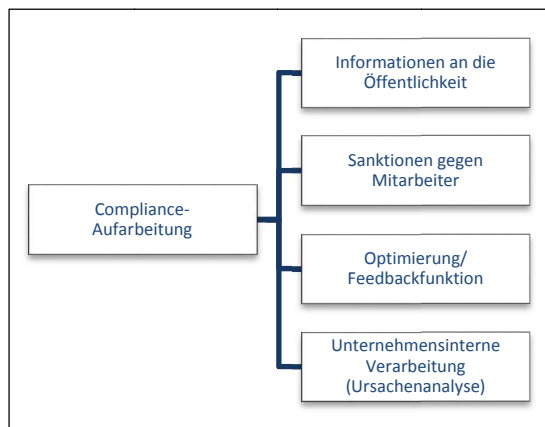 Informationen an die
Öffentlichkeit
Sanktionen gegen
Mitarbeiter
Compliance-
Aufarbeitung
Optimierung/
Feedbackfunktion
Unternehmensinterne
Verarbeitung
(Ursachenanalyse)